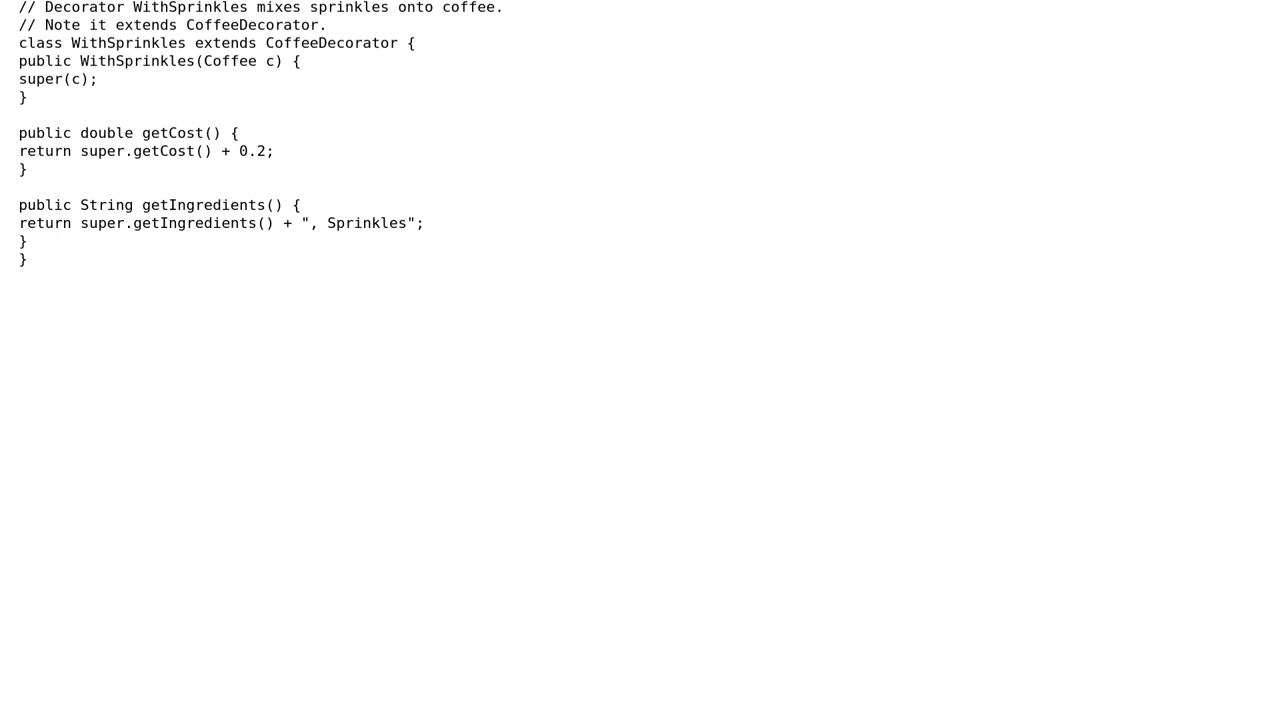 // Decorator WithSprinkles mixes sprinkles onto coffee.
// Note it extends CoffeeDecorator.
class WithSprinkles extends CoffeeDecorator {
public WithSprinkles(Coffee c) {
super(c);
}

public double getCost() {
return super.getCost() + 0.2;
}

public String getIngredients() {
return super.getIngredients() + ", Sprinkles";
}
}